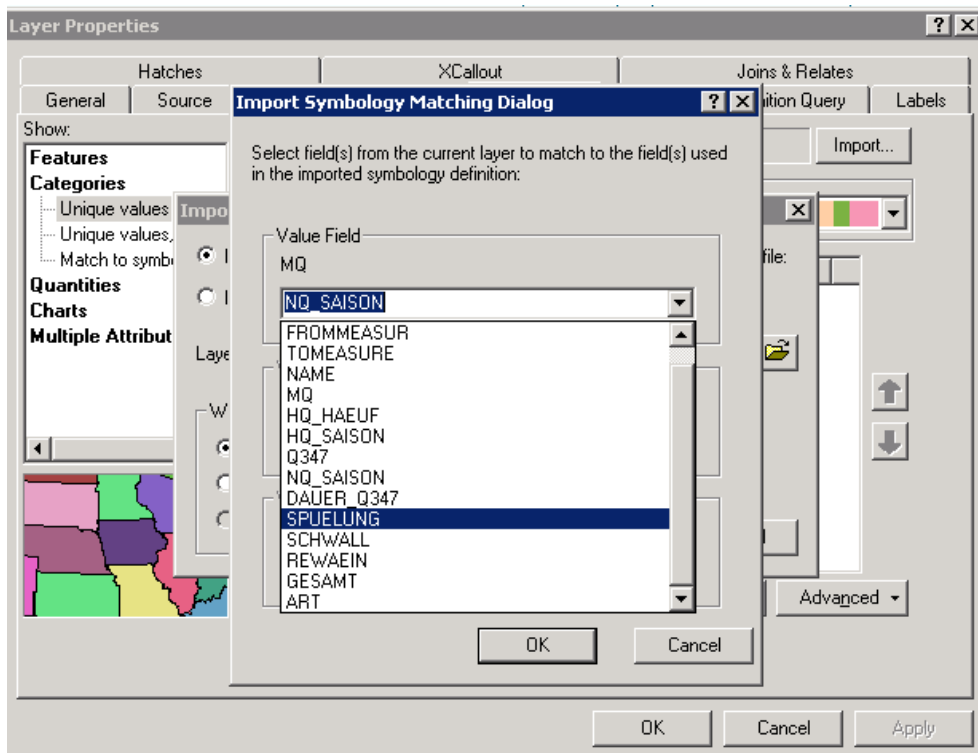 Layer Properties
Hatches XCallout Joins & Relates
General Source ition Query Labels
Show:
Features
Categories
Unique values
Unique values,
Match to symb
Quantities
Charts
Multiple Attribut
Import...
Impo
file:
Laye
W
Import Symbology Matching Dialog
Select field(s) from the current layer to match to the field(s) used
in the imported symbology definition:
Value Field
MQ
NQ_SAISON
FROMMEASUR
TOMEASURE
NAME
MQ
HQ_HAEUF
HQ_SAISON
Q347
NQ_SAISON
DAUER_Q347
SPUELUNG
SCHWALL
REWAEIN
GESAMT
ART
OK Cancel
Advanced
OK Cancel Apply